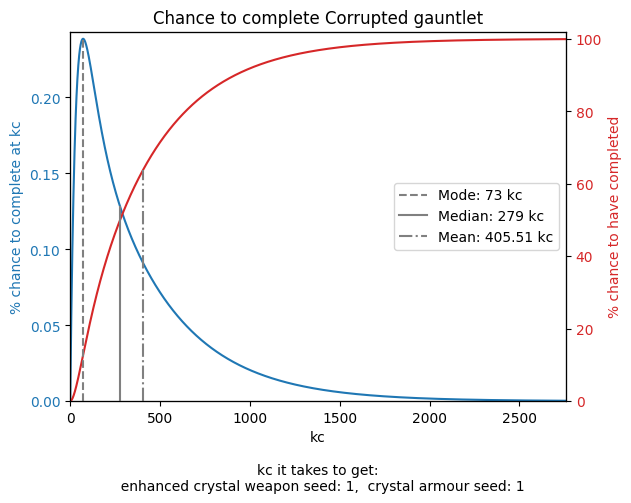 Chance to complete Corrupted gauntlet
% chance to complete at kc
0.20
0.15
0.10
0.05
0.00
100
80
60
40
20
0
% chance to have completed
Mode: 73 kc
Median: 279 kc
Mean: 405.51 kc
0 500 1000 1500 2000 2500
kc
kc it takes to get:
enhanced crystal weapon seed: 1,  crystal armour seed: 1